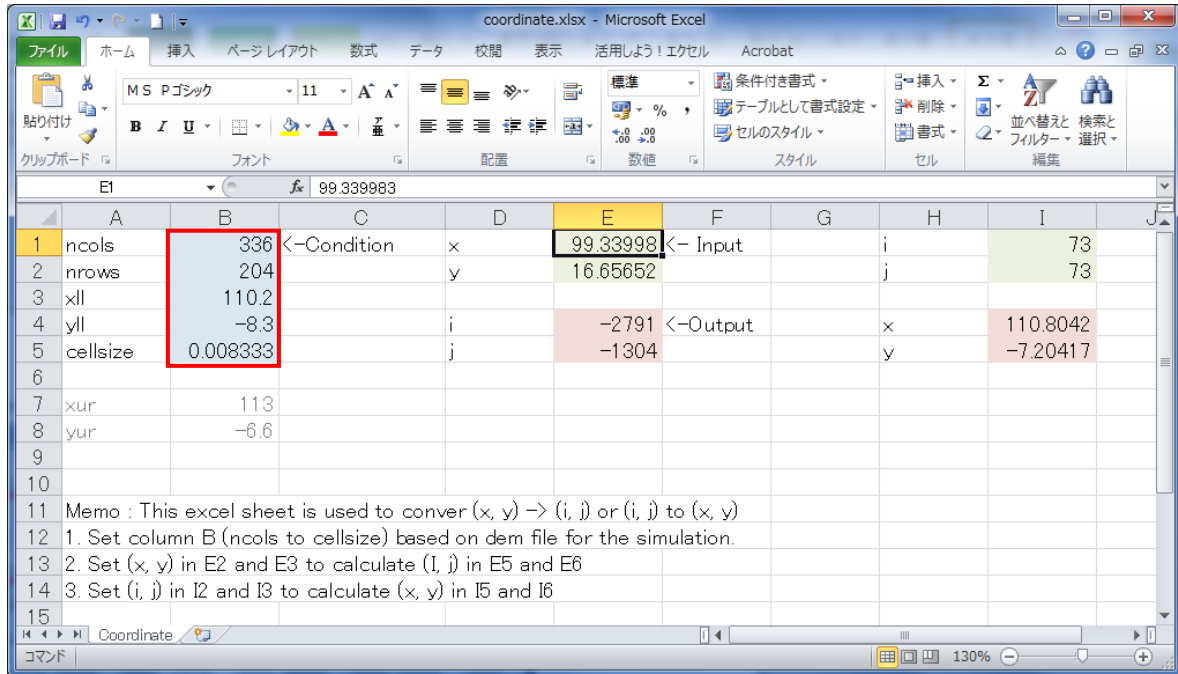 coordinate.xlsx - Microsoft Excel
ファイル ホーム 挿入 ページ レイアウト 数式 データ 校閲 表示 活用しよう！エクセル Acrobat
貼り付け
クリップボード
MS Pゴシック 11
B I U A
フォント
配置
標準
%
数値
条件付き書式
テーブルとして書式設定
セルのスタイル
スタイル
挿入
削除
書式
セル
Σ
並べ替えと フィルター
検索と 選択
編集
E1 fx 99.339983
A B C D E F G H I J
1 ncols 336 <-Condition x 99.33998 <- Input i 73
2 nrows 204 y 16.65652 j 73
3 xll 110.2
4 yll -8.3 i -2791 <-Output x 110.8042
5 cellsize 0.008333 j -1304 y -7.20417
6
7 xur 113
8 yur -6.6
9
10
11 Memo : This excel sheet is used to conver (x, y) -> (i, j) or (i, j) to (x, y)
12 1. Set column B (ncols to cellsize) based on dem file for the simulation.
13 2. Set (x, y) in E2 and E3 to calculate (I, j) in E5 and E6
14 3. Set (i, j) in I2 and I3 to calculate (x, y) in I5 and I6
15
Coordinate
コマンド 130%